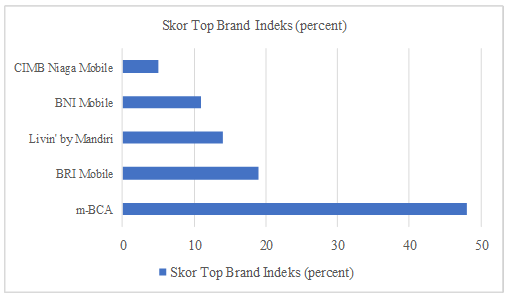 Skor Top Brand Indeks (percent)
CIMB Niaga Mobile
BNI Mobile
Livin' by Mandiri
BRI Mobile
m-BCA
0 10 20 30 40 50
Skor Top Brand Indeks (percent)